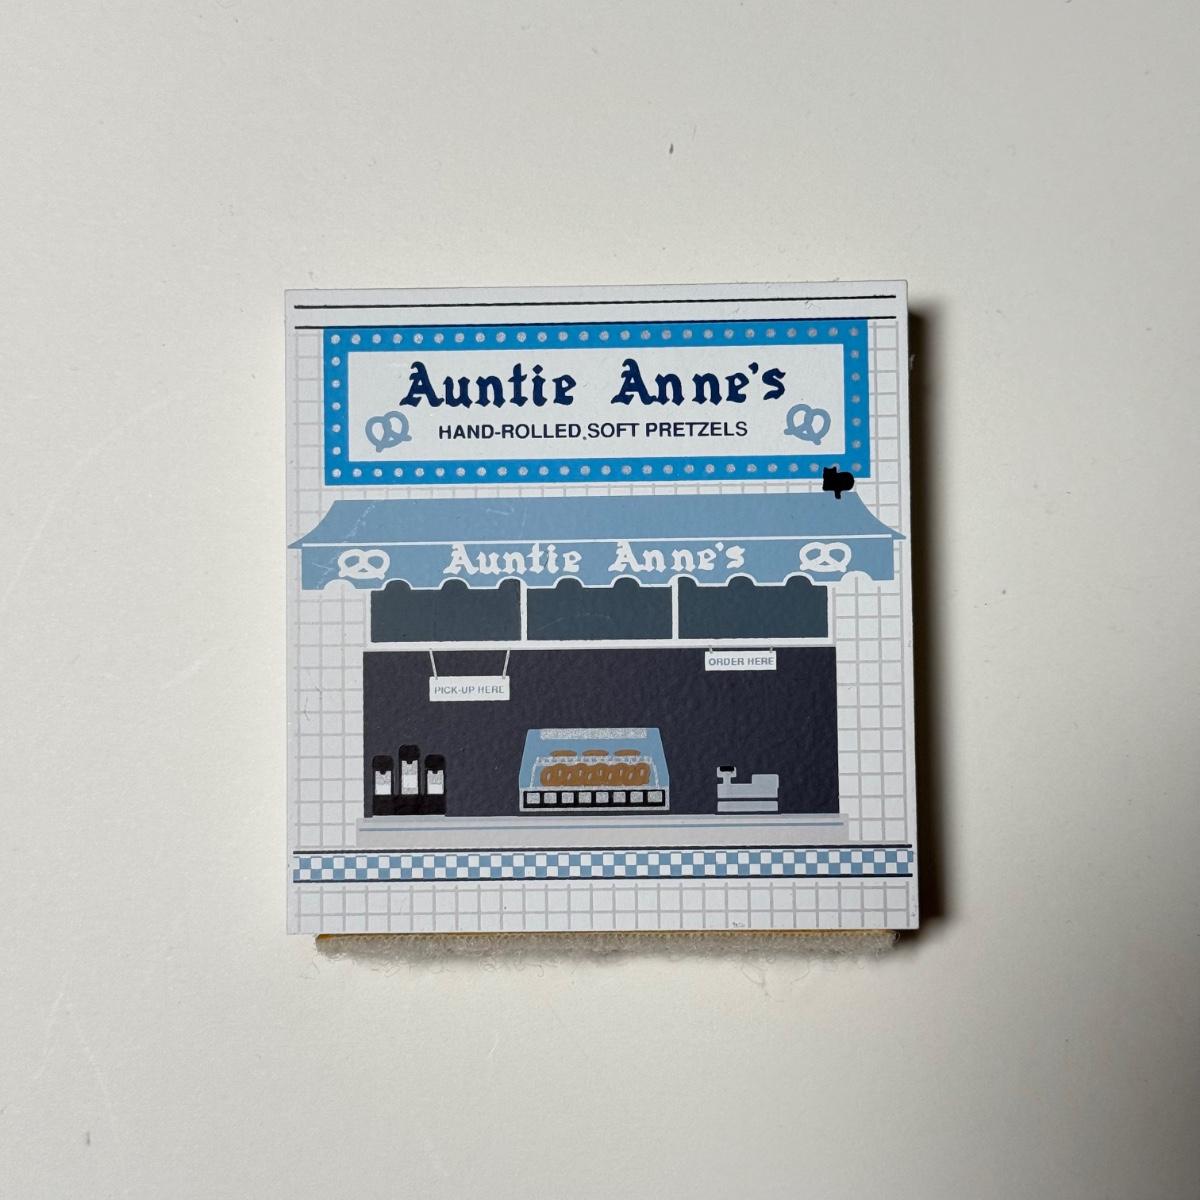 Auntie Anne's
HAND-ROLLED SOFT PRETZELS
Auntie Anne's
ORDER HERE
PICK-UP HERE